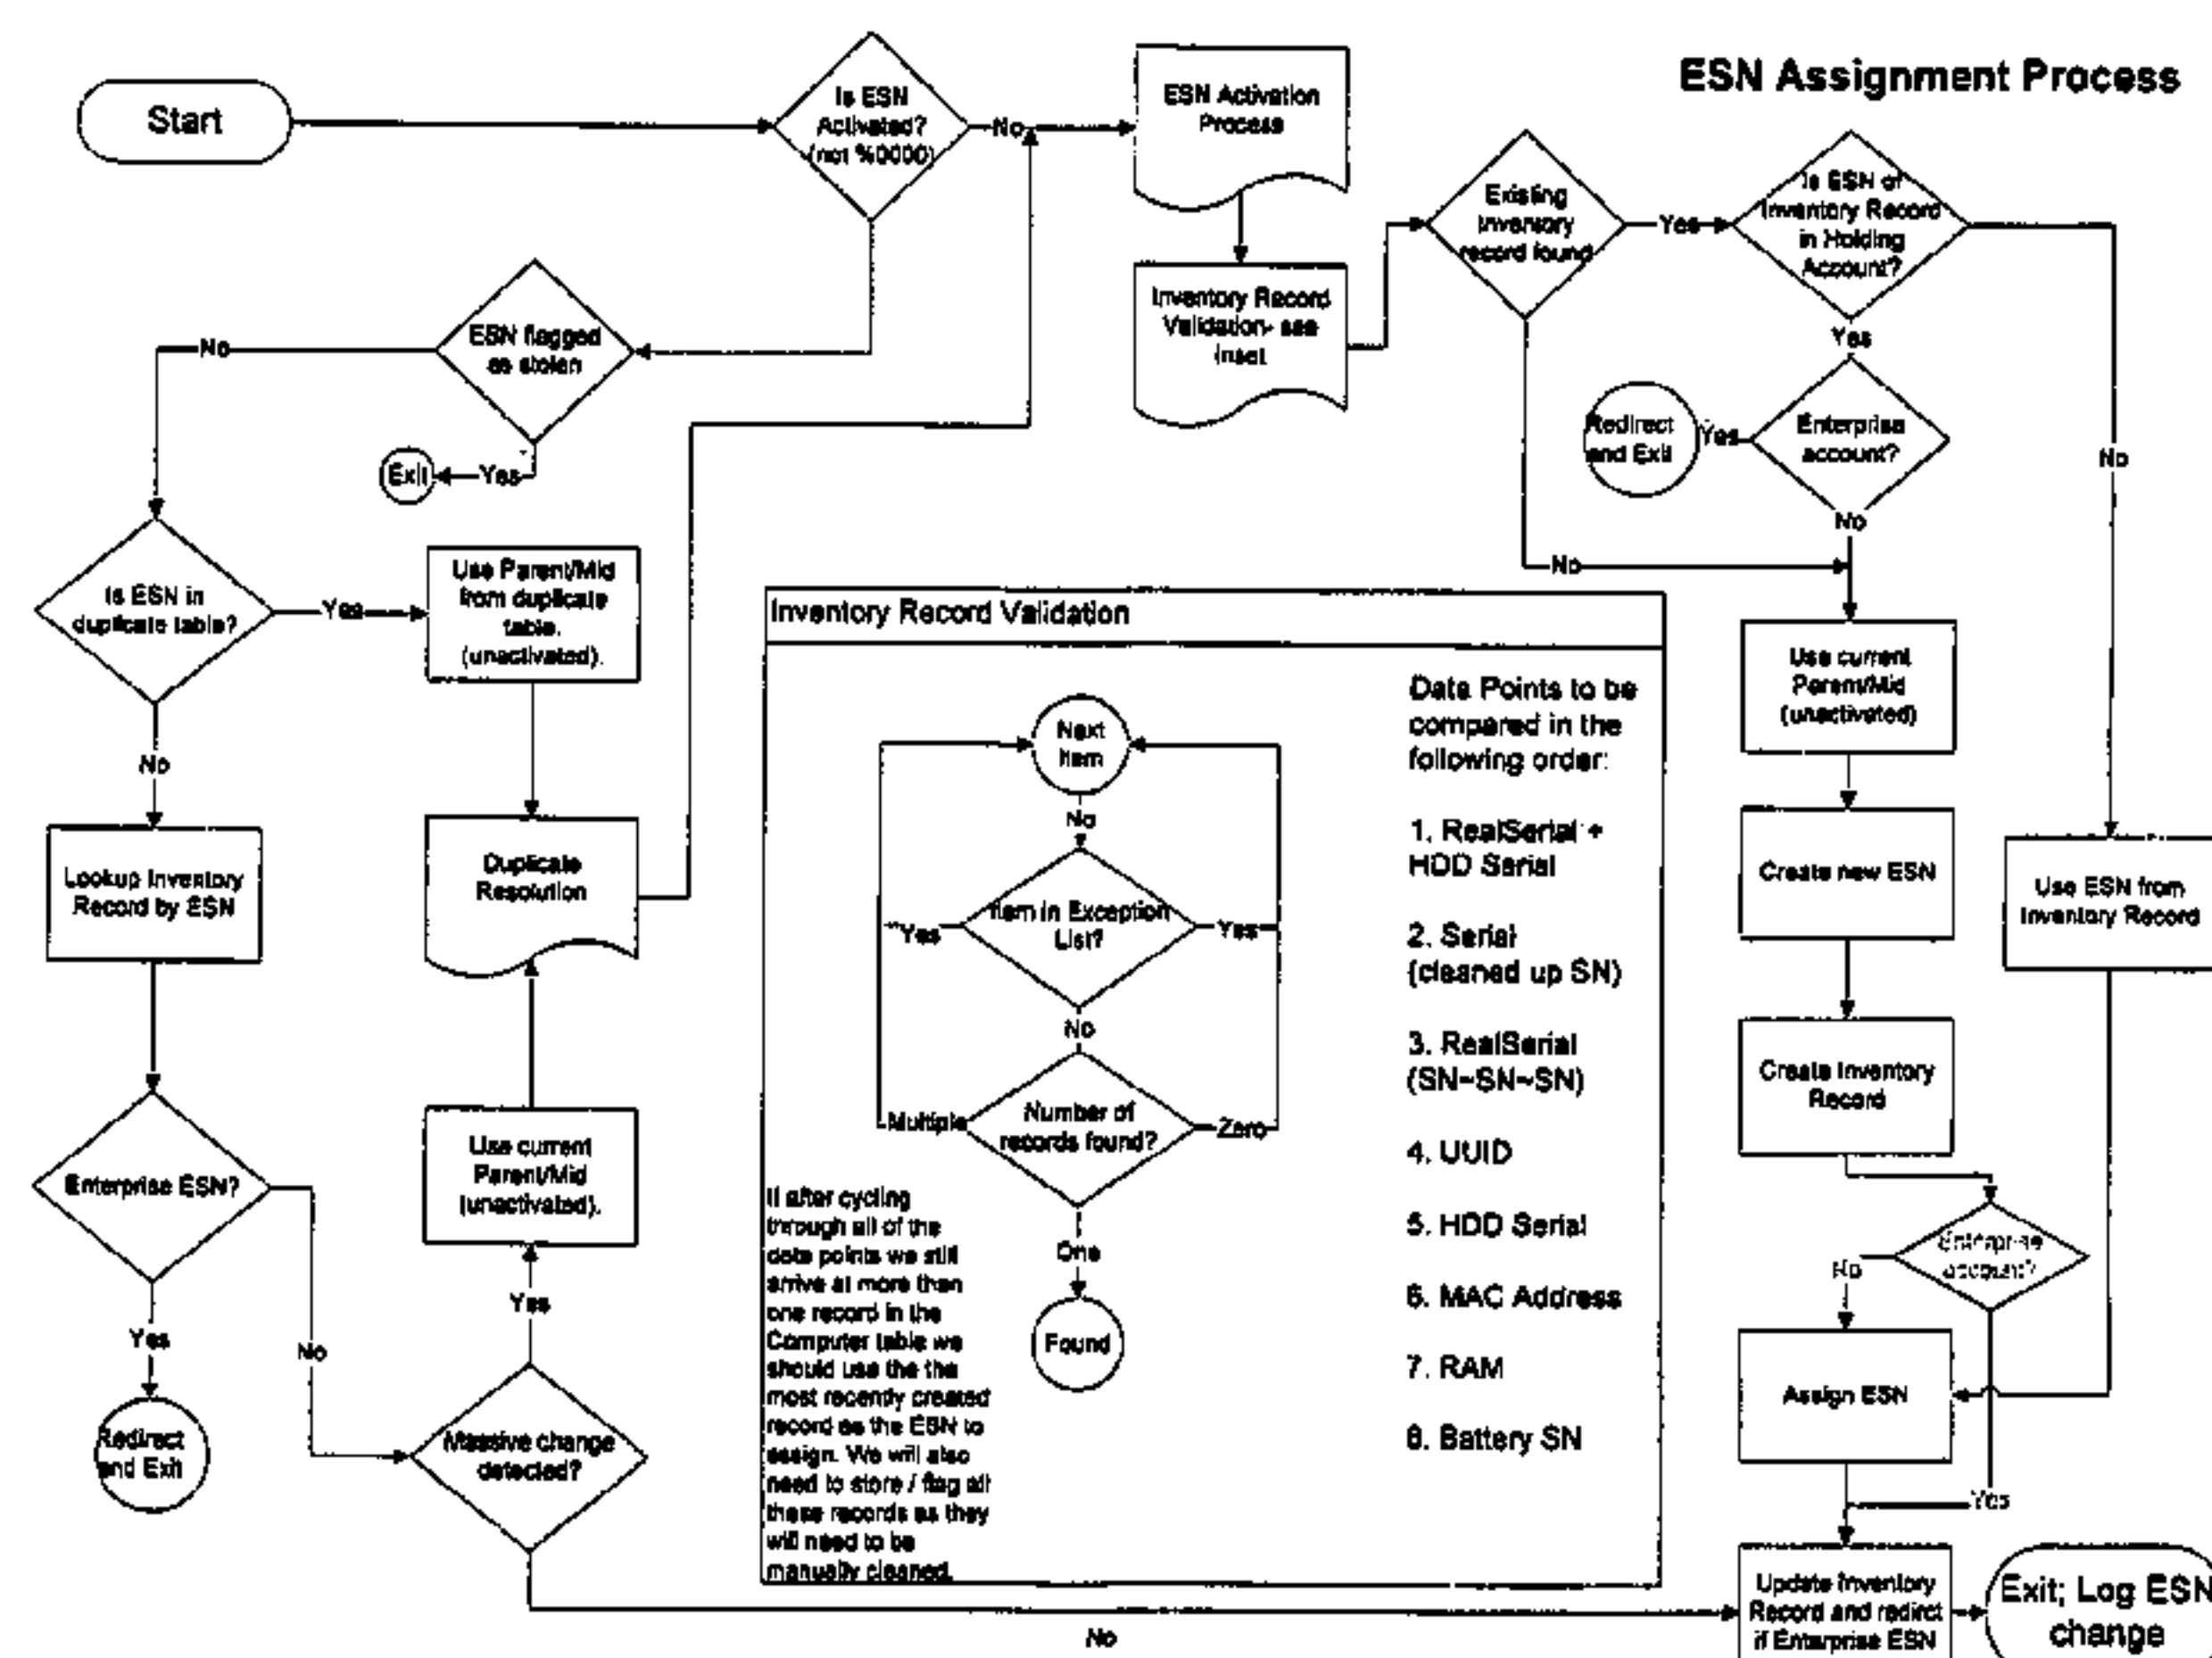 ESN Assignment Process
Start
Is ESN
Activated?
(not %0000)
No
ESN Activation
Process
Inventory Record
Validation- see
inset
Existing
Inventory
record found
Yes
Is ESN of
Inventory Record
in Holding
Account?
Yes
No
Enterprise
account?
Yes
Redirect
and Exit
No
No
ESN flagged
as stolen
No
Yes
Exit
Is ESN in
duplicate table?
Yes
Use Parent/Mid
from duplicate
table.
(unactivated).
No
Lookup Inventory
Record by ESN
Duplicate
Resolution
Enterprise ESN?
Yes
Redirect
and Exit
No
Use current
Parent/Mid
(unactivated).
Yes
Massive change
detected?
No
Inventory Record Validation
Next
Item
No
Item in Exception
List?
Yes
Yes
No
Number of
records found?
Multiple
Zero
One
Found
If after cycling
through all of the
data points we still
arrive at more than
one record in the
Computer table we
should use the the
most recently created
record as the ESN to
assign. We will also
need to store / flag all
these records as they
will need to be
manually cleaned.
Data Points to be
compared in the
following order:
1. RealSerial +
HDD Serial
2. Serial
(cleaned up SN)
3. RealSerial
(SN~SN~SN)
4. UUID
5. HDD Serial
6. MAC Address
7. RAM
8. Battery SN
Use current
Parent/Mid
(unactivated)
Create new ESN
Create Inventory
Record
Use ESN from
Inventory Record
Enterprise
account?
No
Yes
Assign ESN
Update Inventory
Record and redirct
if Enterprise ESN
Exit; Log ESN
change